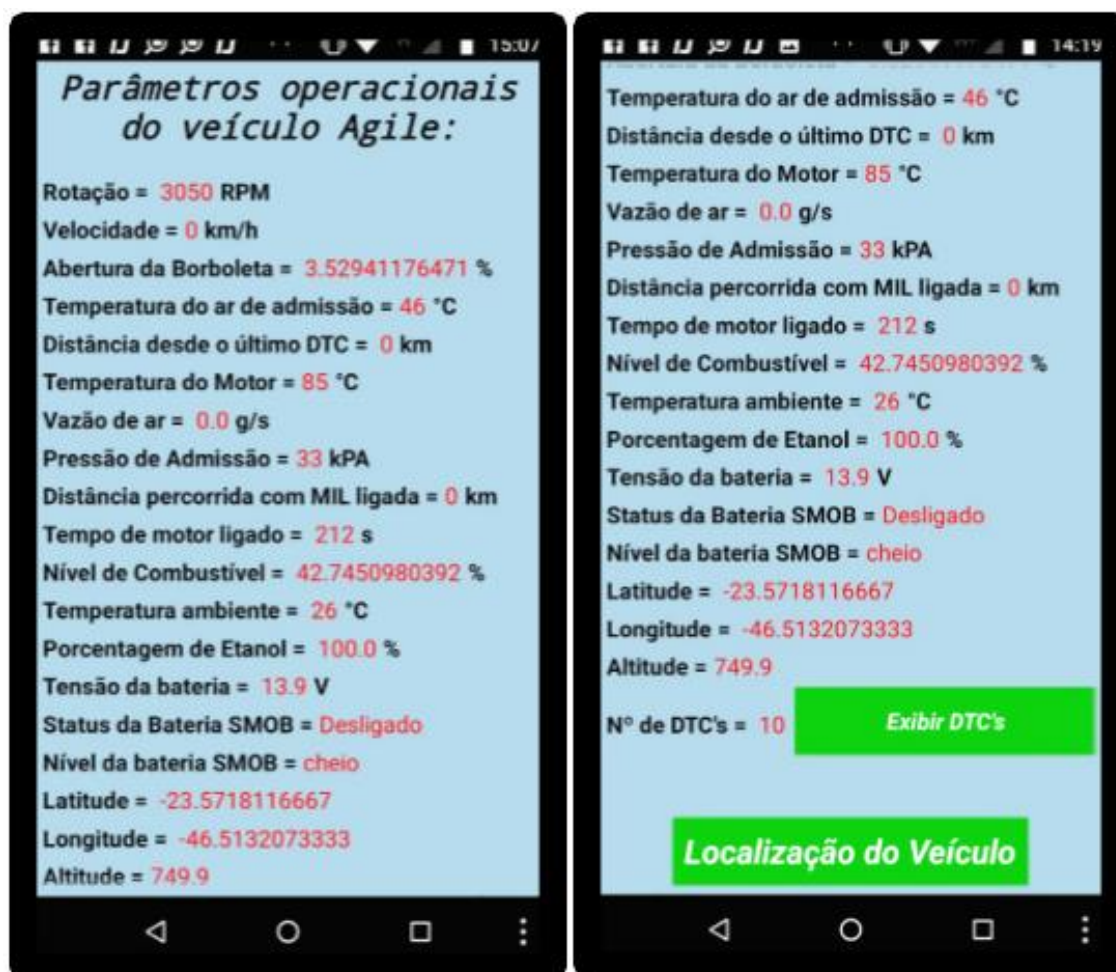 15:07
Parâmetros operacionais
do veículo Agile:
Rotação = 3050 RPM
Velocidade = 0 km/h
Abertura da Borboleta = 3.52941176471 %
Temperatura do ar de admissão = 46 °C
Distância desde o último DTC = 0 km
Temperatura do Motor = 85 °C
Vazão de ar = 0.0 g/s
Pressão de Admissão = 33 kPA
Distância percorrida com MIL ligada = 0 km
Tempo de motor ligado = 212 s
Nível de Combustível = 42.7450980392 %
Temperatura ambiente = 26 °C
Porcentagem de Etanol = 100.0 %
Tensão da bateria = 13.9 V
Status da Bateria SMOB = Desligado
Nível da bateria SMOB = cheio
Latitude = -23.5718116667
Longitude = -46.5132073333
Altitude = 749.9
14:19
Temperatura do ar de admissão = 46 °C
Distância desde o último DTC = 0 km
Temperatura do Motor = 85 °C
Vazão de ar = 0.0 g/s
Pressão de Admissão = 33 kPA
Distância percorrida com MIL ligada = 0 km
Tempo de motor ligado = 212 s
Nível de Combustível = 42.7450980392 %
Temperatura ambiente = 26 °C
Porcentagem de Etanol = 100.0 %
Tensão da bateria = 13.9 V
Status da Bateria SMOB = Desligado
Nível da bateria SMOB = cheio
Latitude = -23.5718116667
Longitude = -46.5132073333
Altitude = 749.9
Nº de DTC's = 10 Exibir DTC's
Localização do Veículo